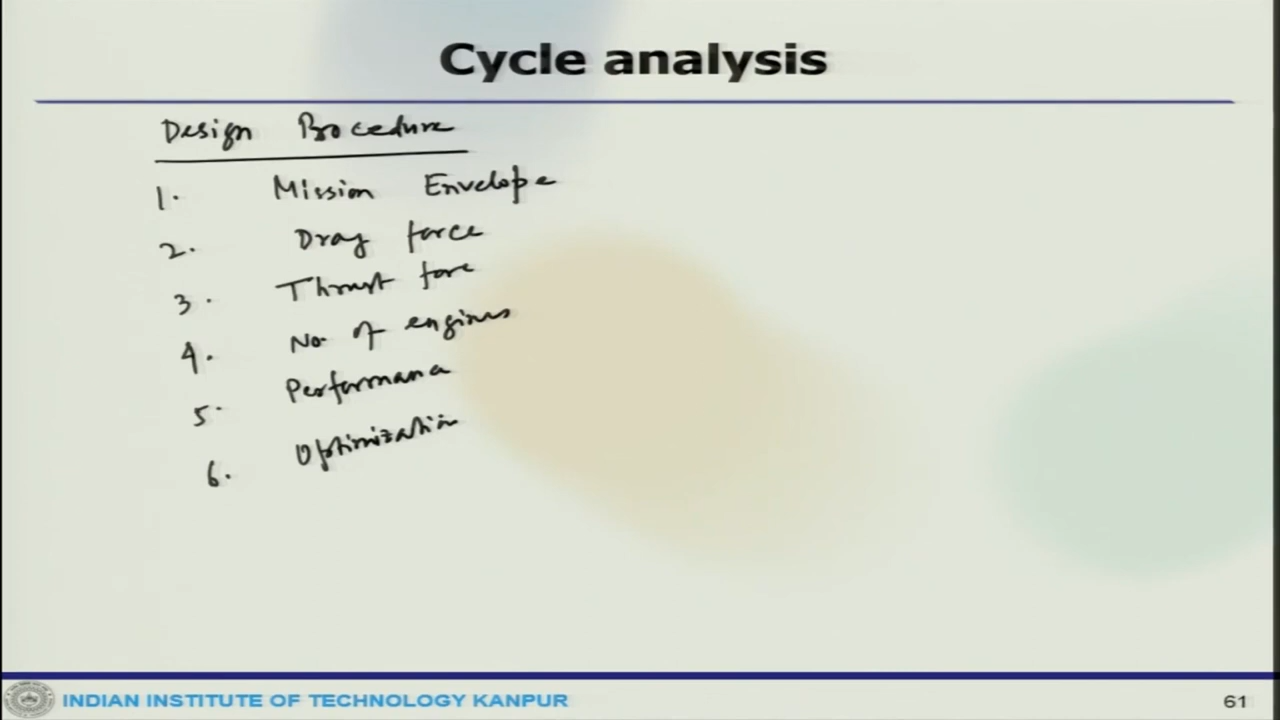 Cycle analysis
Design Procedure
1. Mission Envelope
2. Drag force
3. Thrust force
4. No. of engines
5. Performance
6. Optimization
INDIAN INSTITUTE OF TECHNOLOGY KANPUR
61